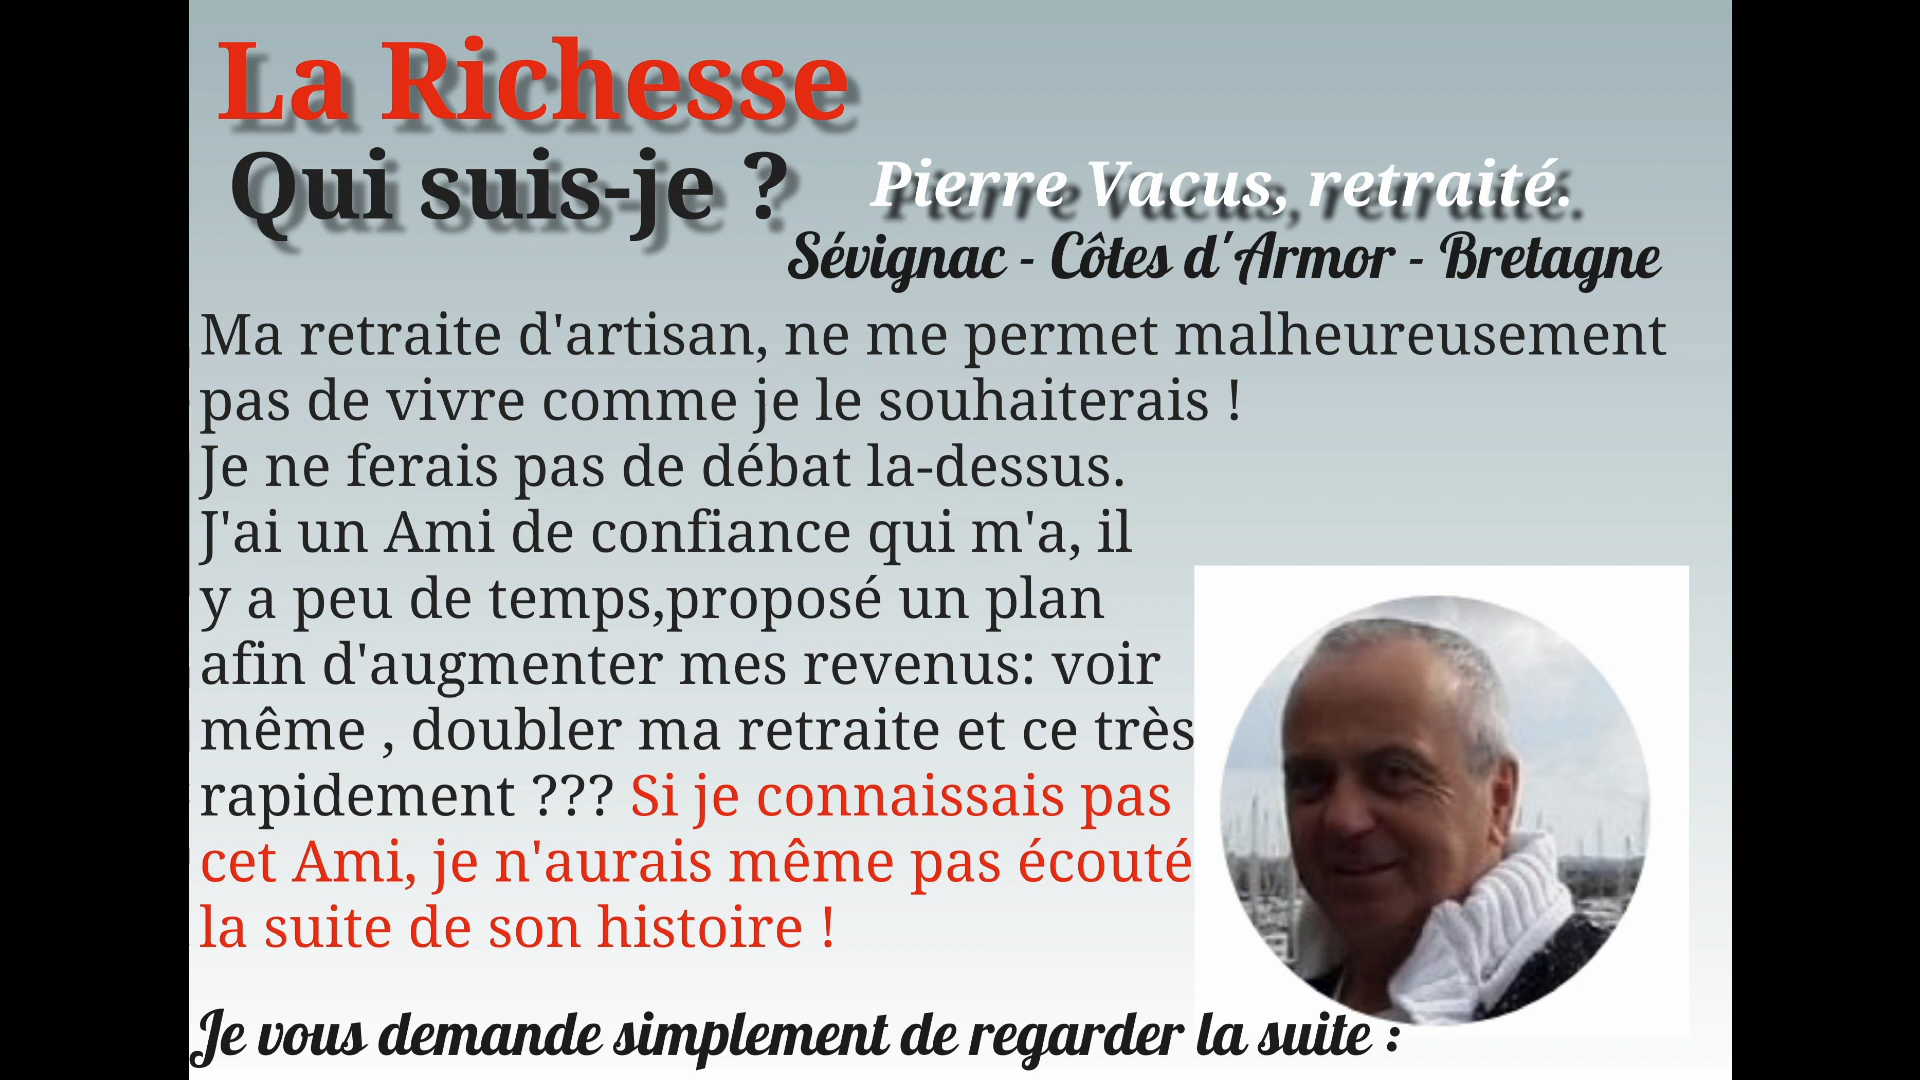 La Richesse
Qui suis-je ?
Pierre Vacus, retraité.
Sévignac - Côtes d'Armor - Bretagne
Ma retraite d'artisan, ne me permet malheureusement
pas de vivre comme je le souhaiterais !
Je ne ferais pas de débat la-dessus.
J'ai un Ami de confiance qui m'a, il
y a peu de temps,proposé un plan
afin d'augmenter mes revenus: voir
même , doubler ma retraite et ce très
rapidement ??? Si je connaissais pas
cet Ami, je n'aurais même pas écouté
la suite de son histoire !
Je vous demande simplement de regarder la suite :